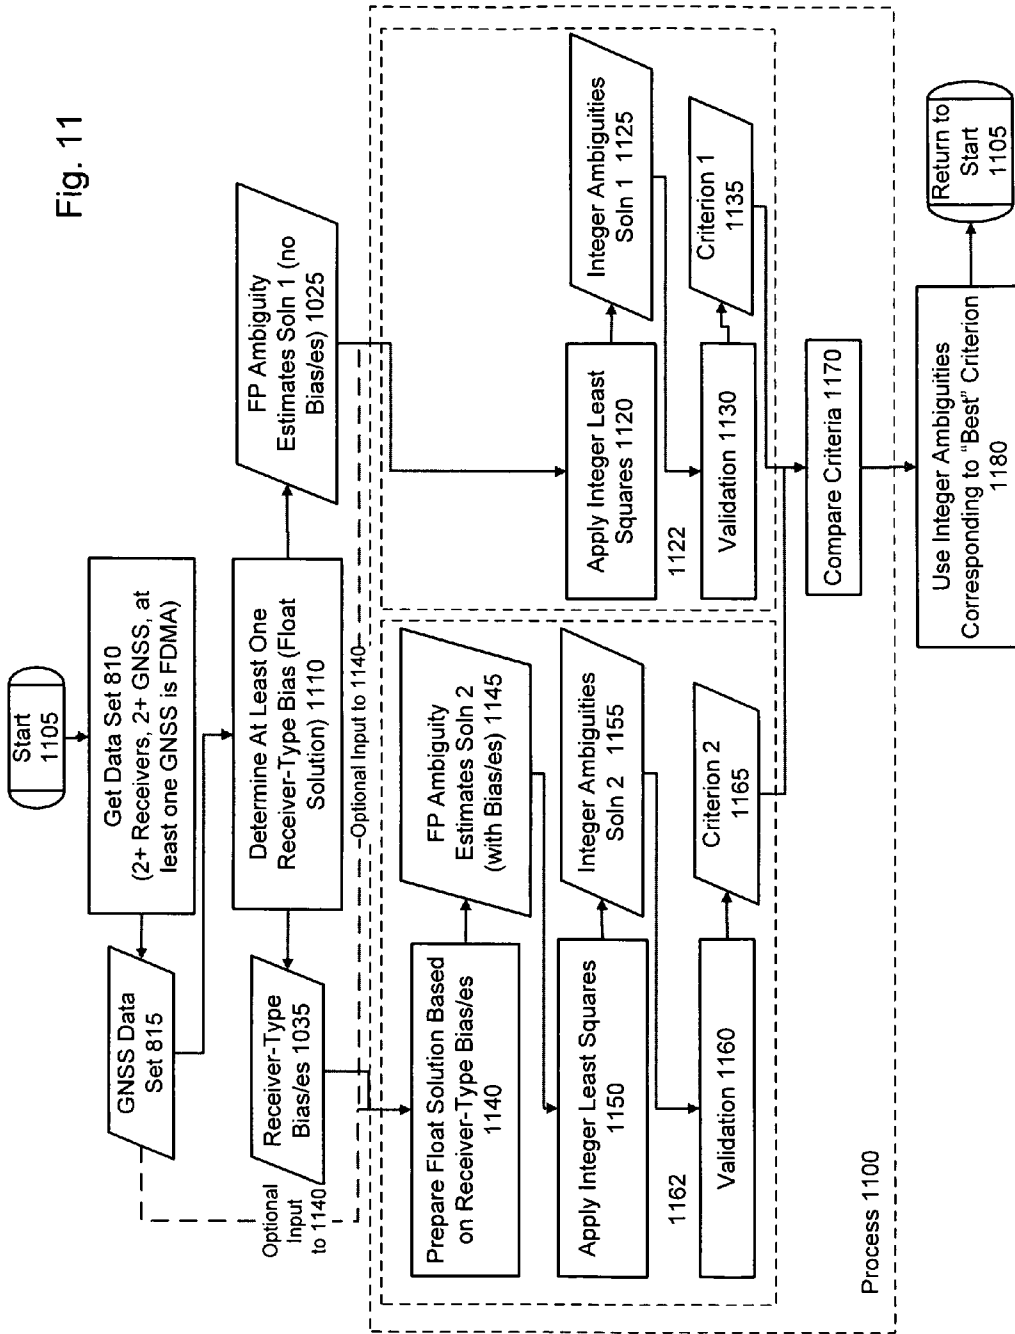 Fig. 11
Start
1105
Get Data Set 810
(2+ Receivers, 2+ GNSS, at
least one GNSS is FDMA)
GNSS Data
Set 815
Determine At Least One
Receiver-Type Bias (Float
Solution) 1110
Receiver-Type
Bias/es 1035
FP Ambiguity
Estimates Soln 1 (no
Bias/es) 1025
Optional
Input
to 1140
Optional Input to 1140
Prepare Float Solution Based
on Receiver-Type Bias/es
1140
FP Ambiguity
Estimates Soln 2
(with Bias/es) 1145
Apply Integer Least Squares
1150
Integer Ambiguities
Soln 2 1155
1162
Validation 1160
Criterion 2
1165
Apply Integer Least
Squares 1120
Integer Ambiguities
Soln 1 1125
1122
Validation 1130
Criterion 1
1135
Compare Criteria 1170
Process 1100
Use Integer Ambiguities
Corresponding to “Best” Criterion
1180
Return to
Start
1105